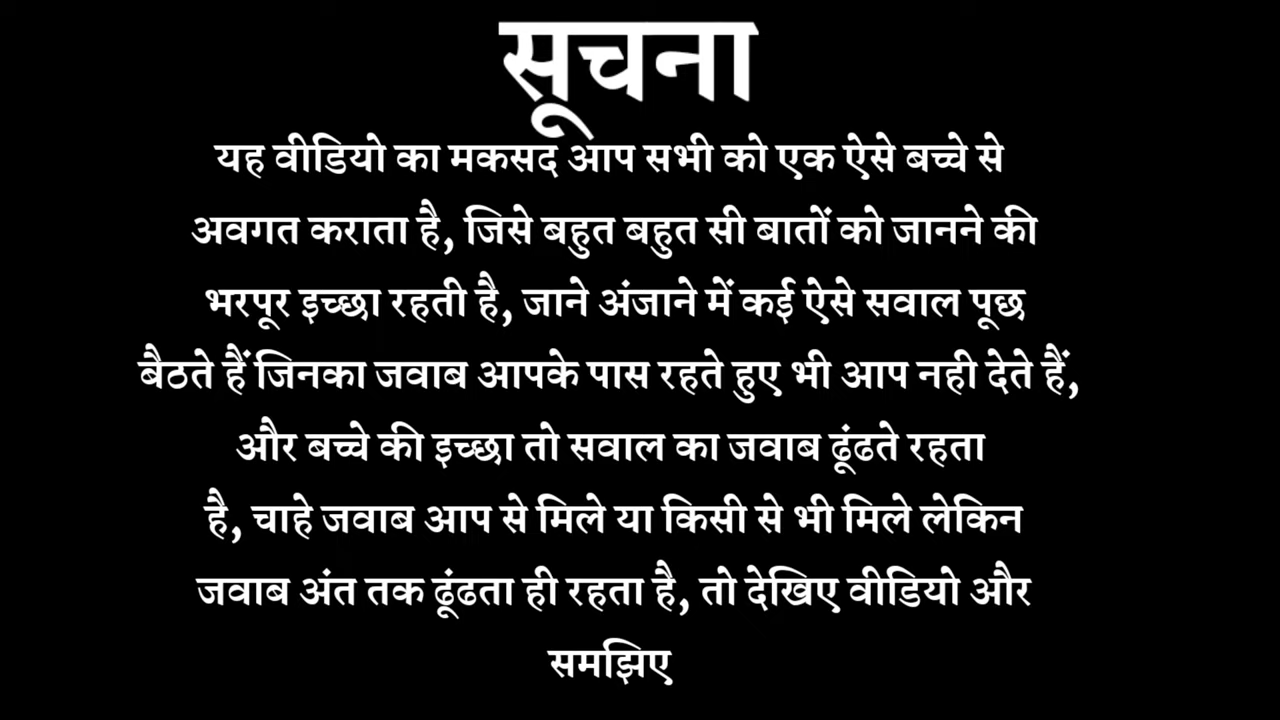 सूचना
यह वीडियो का मकसद आप सभी को एक ऐसे बच्चे से
अवगत कराता है, जिसे बहुत बहुत सी बातों को जानने की
भरपूर इच्छा रहती है, जाने अंजाने में कई ऐसे सवाल पूछ
बैठते हैं जिनका जवाब आपके पास रहते हुए भी आप नही देते हैं,
और बच्चे की इच्छा तो सवाल का जवाब ढूंढते रहता
है, चाहे जवाब आप से मिले या किसी से भी मिले लेकिन
जवाब अंत तक ढूंढता ही रहता है, तो देखिए वीडियो और
समझिए